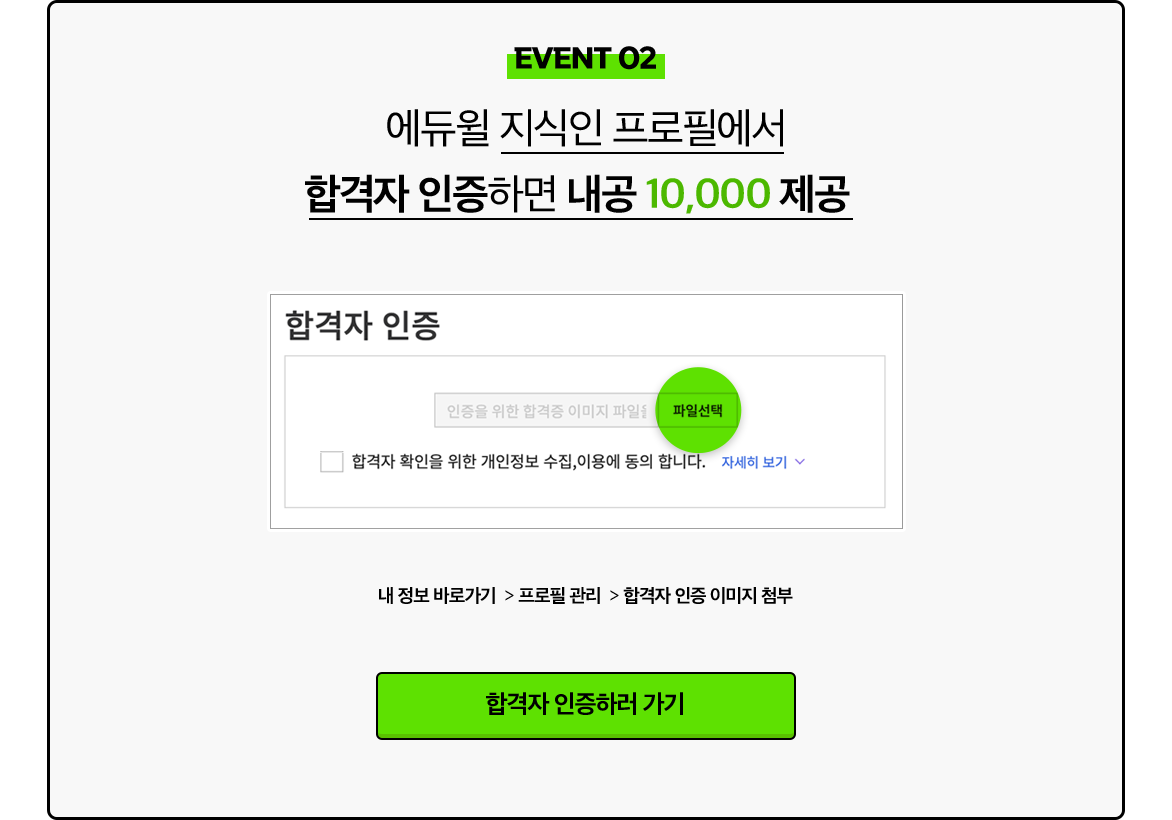 EVENT 02
에듀윌 지식인 프로필에서
합격자 인증하면 내공 10,000 제공
합격자 인증
인증을 위한 합격증 이미지 파일을
파일선택
합격자 확인을 위한 개인정보 수집,이용에 동의 합니다. 자세히 보기
내 정보 바로가기 > 프로필 관리 > 합격자 인증 이미지 첨부
합격자 인증하러 가기